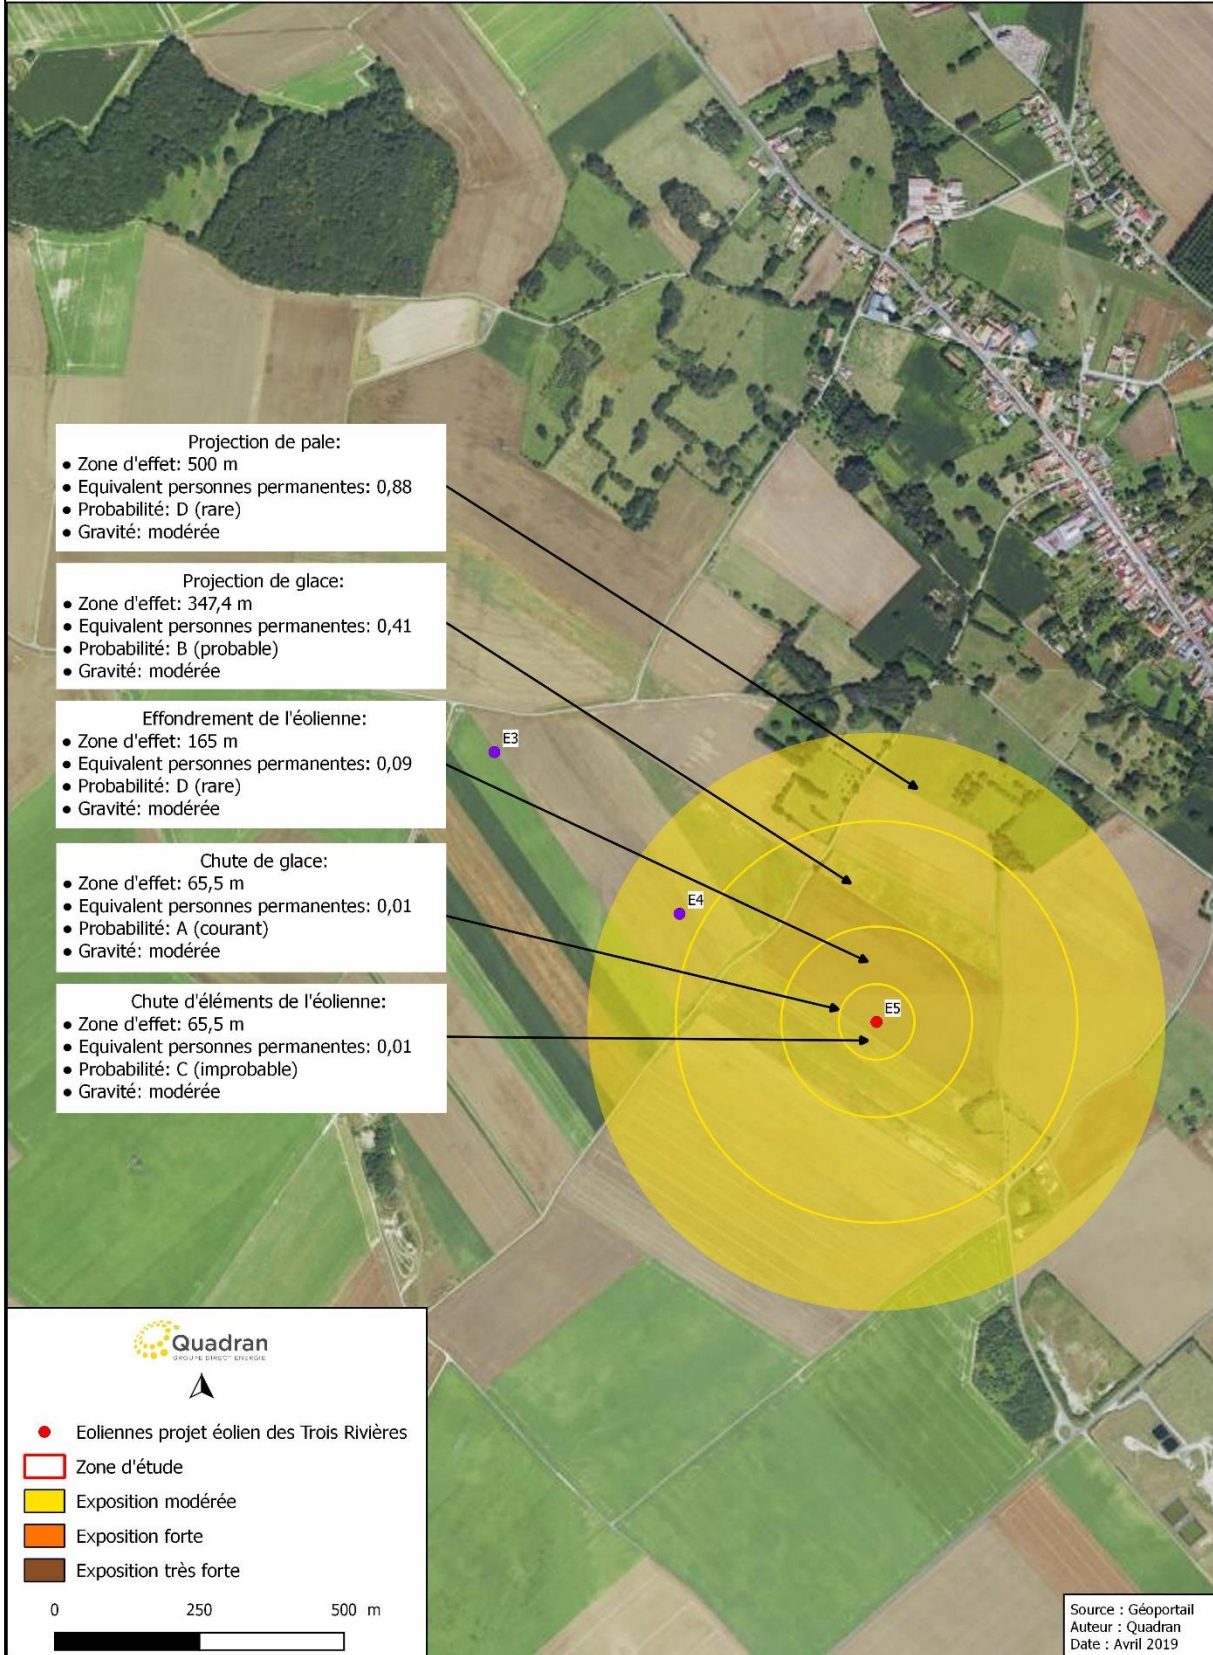 Projection de pale:
• Zone d'effet: 500 m
• Equivalent personnes permanentes: 0,88
• Probabilité: D (rare)
• Gravité: modérée
Projection de glace:
• Zone d'effet: 347,4 m
• Equivalent personnes permanentes: 0,41
• Probabilité: B (probable)
• Gravité: modérée
Effondrement de l'éolienne:
• Zone d'effet: 165 m
• Equivalent personnes permanentes: 0,09
• Probabilité: D (rare)
• Gravité: modérée
Chute de glace:
• Zone d'effet: 65,5 m
• Equivalent personnes permanentes: 0,01
• Probabilité: A (courant)
• Gravité: modérée
Chute d'éléments de l'éolienne:
• Zone d'effet: 65,5 m
• Equivalent personnes permanentes: 0,01
• Probabilité: C (improbable)
• Gravité: modérée
E3
E4
E5
Quadran
GROUPE DIRECT ENERGIE
Eoliennes projet éolien des Trois Rivières
Zone d'étude
Exposition modérée
Exposition forte
Exposition très forte
0 250 500 m
Source : Géoportail
Auteur : Quadran
Date : Avril 2019